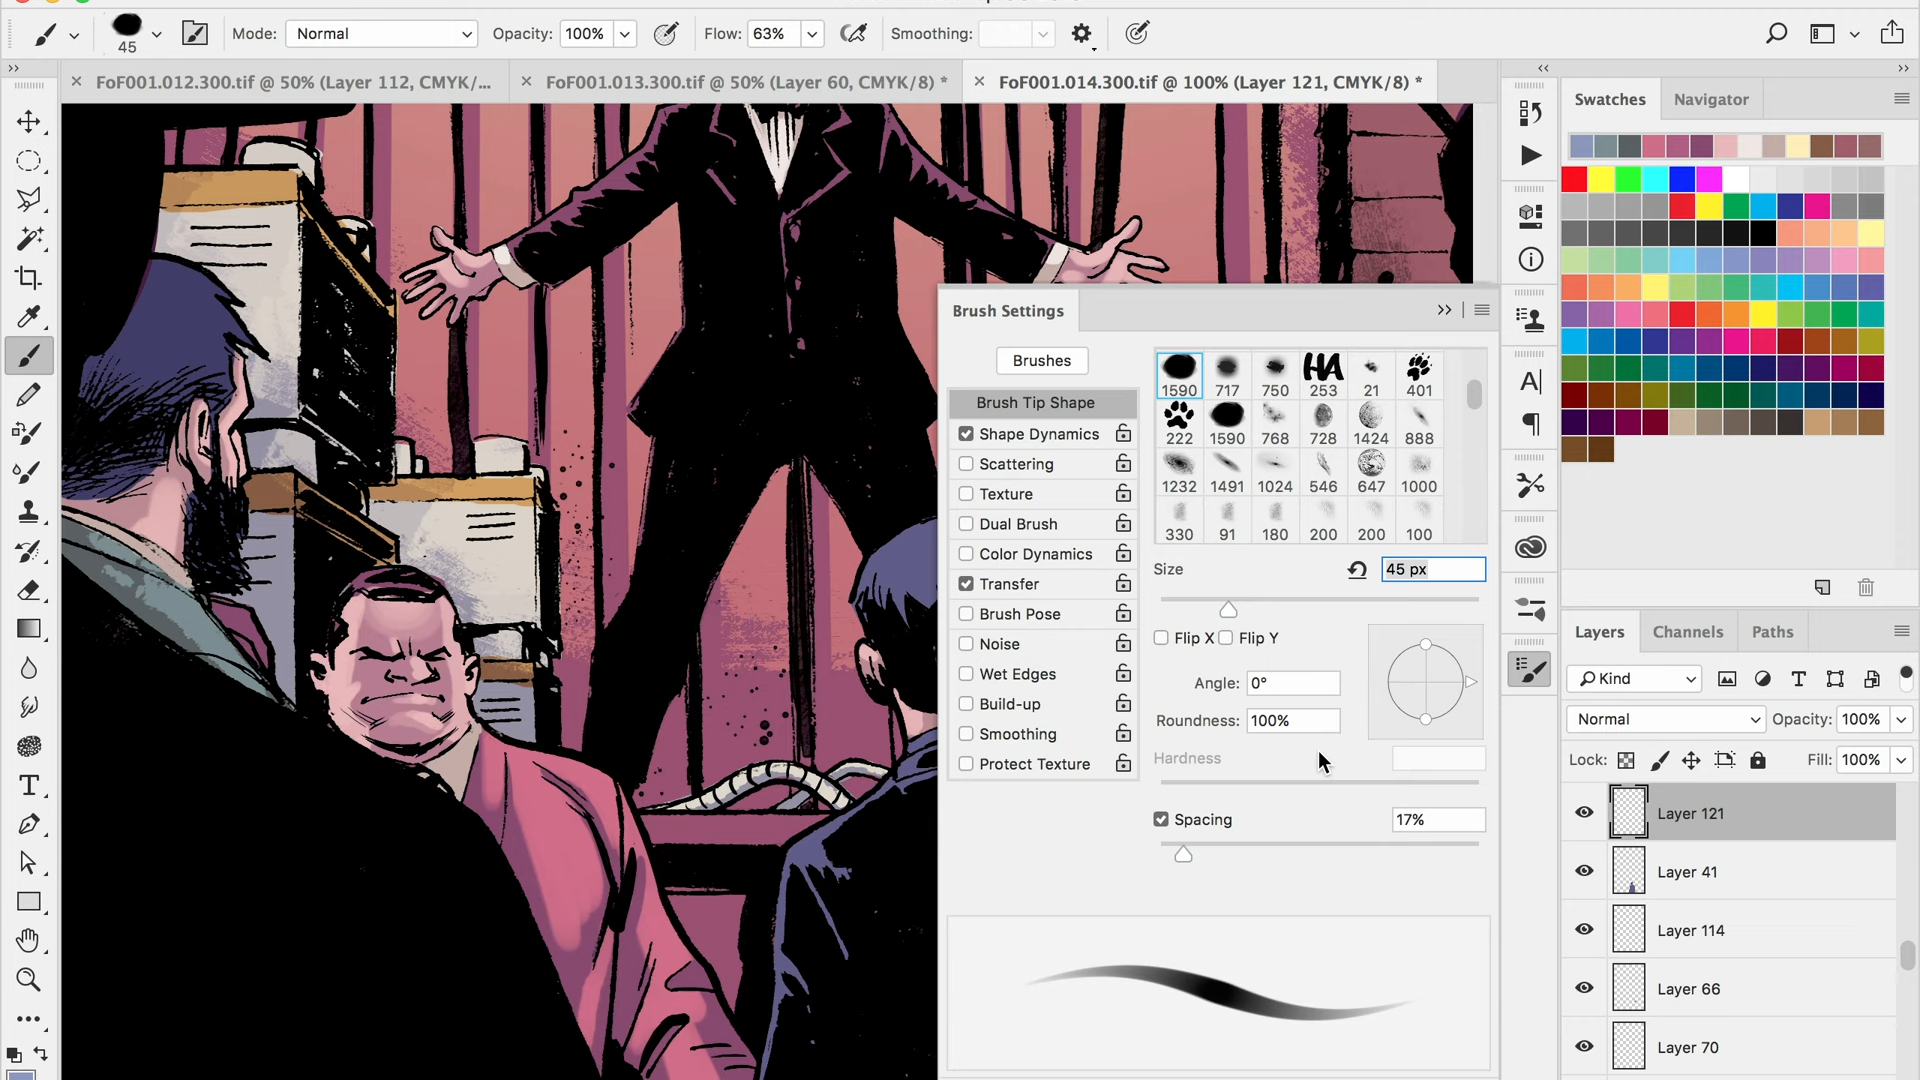 45
Mode:
Normal
Opacity:
100%
Flow:
63%
Smoothing:
FoF001.012.300.tif @ 50% (Layer 112, CMYK/...
FoF001.013.300.tif @ 50% (Layer 60, CMYK/8) *
FoF001.014.300.tif @ 100% (Layer 121, CMYK/8) *
Swatches
Navigator
Brush Settings
Brushes
Brush Tip Shape
Shape Dynamics
Scattering
Texture
Dual Brush
Color Dynamics
Transfer
Brush Pose
Noise
Wet Edges
Build-up
Smoothing
Protect Texture
1590 717 750 253 21 401
222 1590 768 728 1424 888
1232 1491 1024 546 647 1000
330 91 180 200 200 100
Size
45 px
Flip X
Flip Y
Angle: 0°
Roundness: 100%
Hardness
Spacing
17%
Layers
Channels
Paths
Kind
Normal
Opacity: 100%
Lock:
Fill: 100%
Layer 121
Layer 41
Layer 114
Layer 66
Layer 70